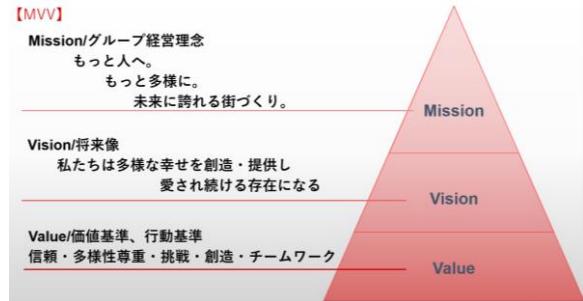 【MVV】
Mission/グループ経営理念
もっと人へ。
もっと多様に。
未来に誇れる街づくり。
Mission
Vision/将来像
私たちは多様な幸せを創造・提供し
愛され続ける存在になる
Vision
Value/価値基準、行動基準
信頼・多様性尊重・挑戦・創造・チームワーク
Value